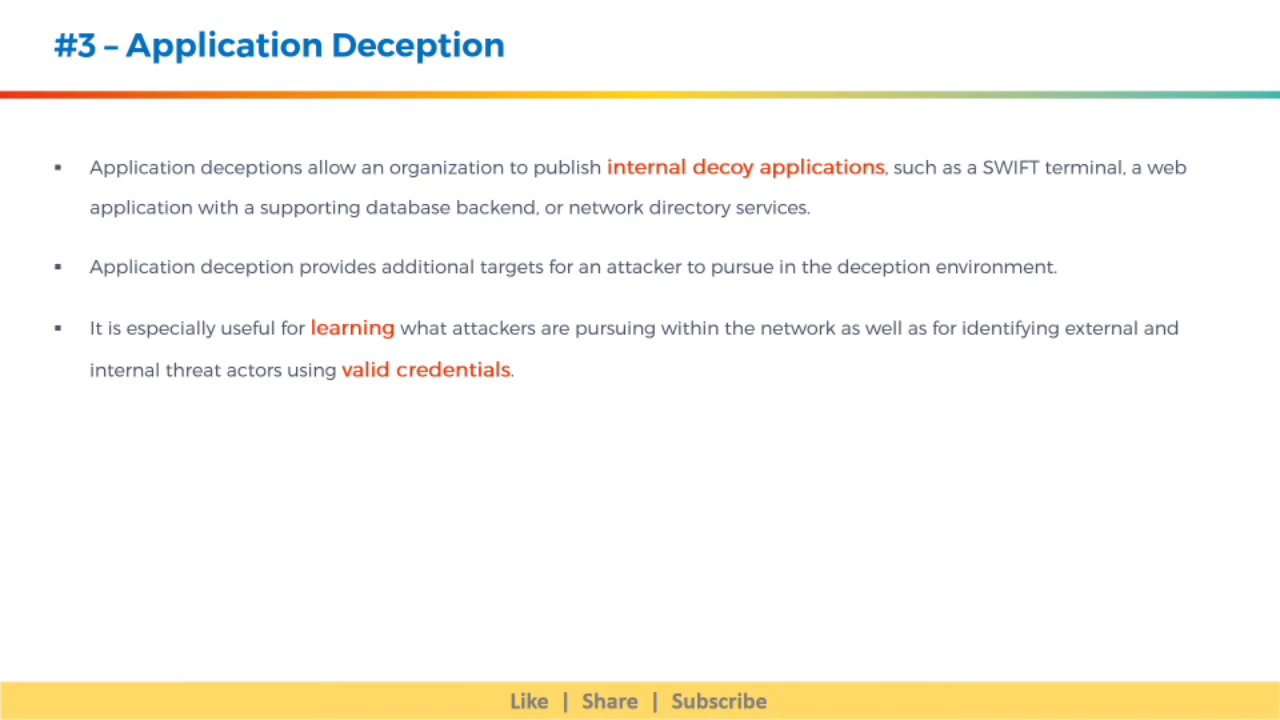 #3 – Application Deception
▪ Application deceptions allow an organization to publish internal decoy applications, such as a SWIFT terminal, a web
application with a supporting database backend, or network directory services.
▪ Application deception provides additional targets for an attacker to pursue in the deception environment.
▪ It is especially useful for learning what attackers are pursuing within the network as well as for identifying external and
internal threat actors using valid credentials.
Like | Share | Subscribe